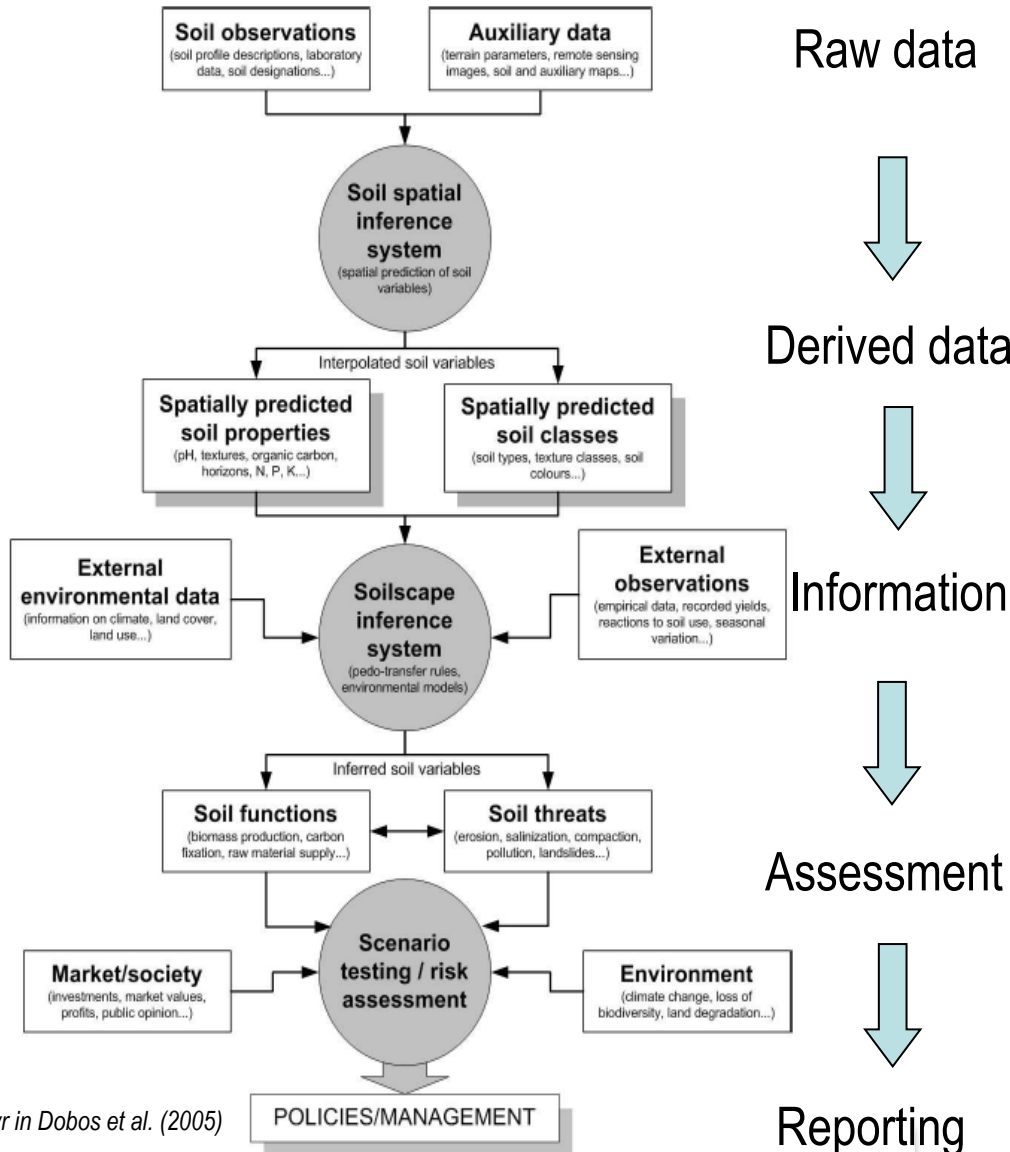 Soil observations
(soil profile descriptions, laboratory
data, soil designations...)
Auxiliary data
(terrain parameters, remote sensing
images, soil and auxiliary maps...)
Raw data
Soil spatial
inference
system
(spatial prediction of soil
variables)
Derived data
Interpolated soil variables
Spatially predicted
soil properties
(pH, textures, organic carbon,
horizons, N, P, K...)
Spatially predicted
soil classes
(soil types, texture classes, soil
colours...)
External
environmental data
(information on climate, land cover,
land use...)
Soilscape
inference
system
(pedo-transfer rules,
environmental models)
External
observations
(empirical data, recorded yields,
reactions to soil use, seasonal
variation...)
Information
Inferred soil variables
Soil functions
(biomass production, carbon
fixation, raw material supply...)
Soil threats
(erosion, salinization, compaction,
pollution, landslides...)
Assessment
Market/society
(investments, market values,
profits, public opinion...)
Scenario
testing / risk
assessment
Environment
(climate change, loss of
biodiversity, land degradation...)
in Dobos et al. (2005)
POLICIES/MANAGEMENT
Reporting